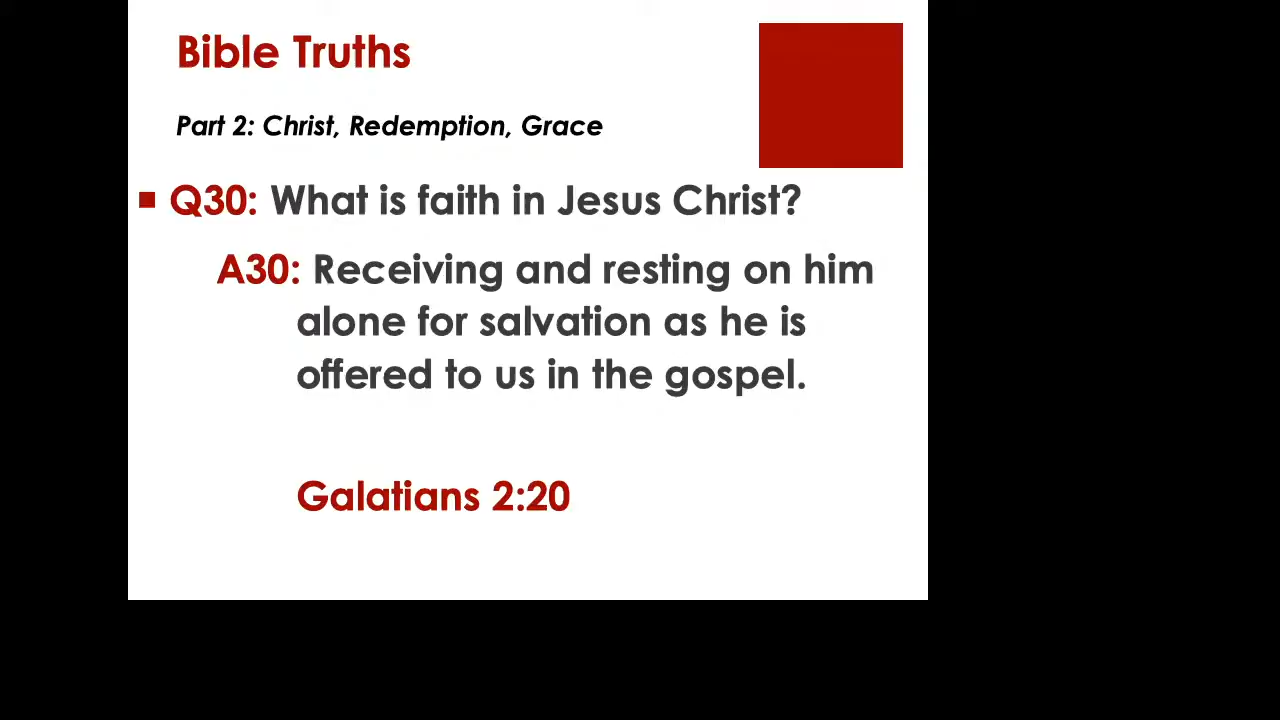 Bible Truths
Part 2: Christ, Redemption, Grace
Q30: What is faith in Jesus Christ?
A30: Receiving and resting on him
alone for salvation as he is
offered to us in the gospel.
Galatians 2:20